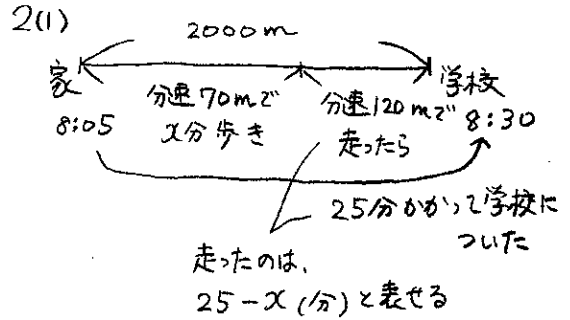 2(1)
2000m
家
学校
8:05
分速70mで
x分歩き
分速120mで
走ったら
8:30
25分かかって学校に
ついた
走ったのは、
25-x(分)と表せる